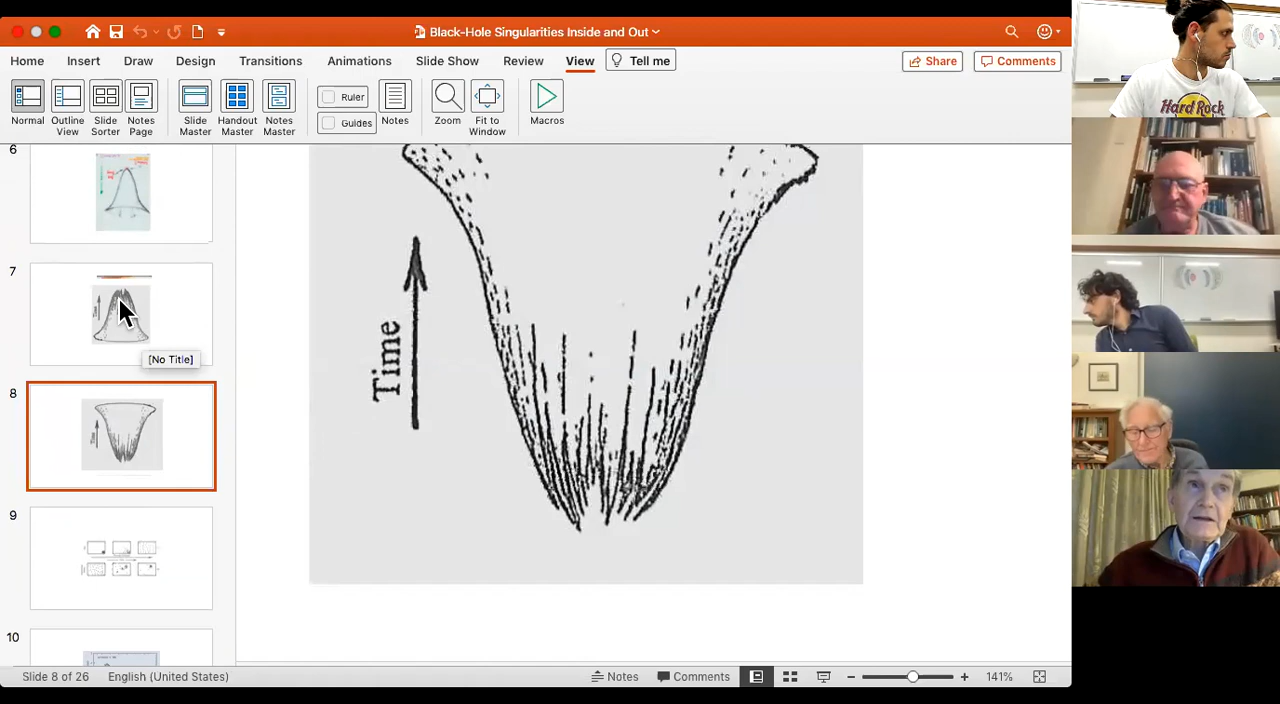 Black-Hole Singularities Inside and Out
Home Insert Draw Design Transitions Animations Slide Show Review View Tell me Share Comments
Normal
Outline View
Slide Sorter
Notes Page
Slide Master
Handout Master
Notes Master
Ruler
Guides
Notes
Zoom
Fit to Window
Macros
6
7
[No Title]
8
9
10
Time
Slide 8 of 28 English (United States) Notes Comments 141%
Hard Rock